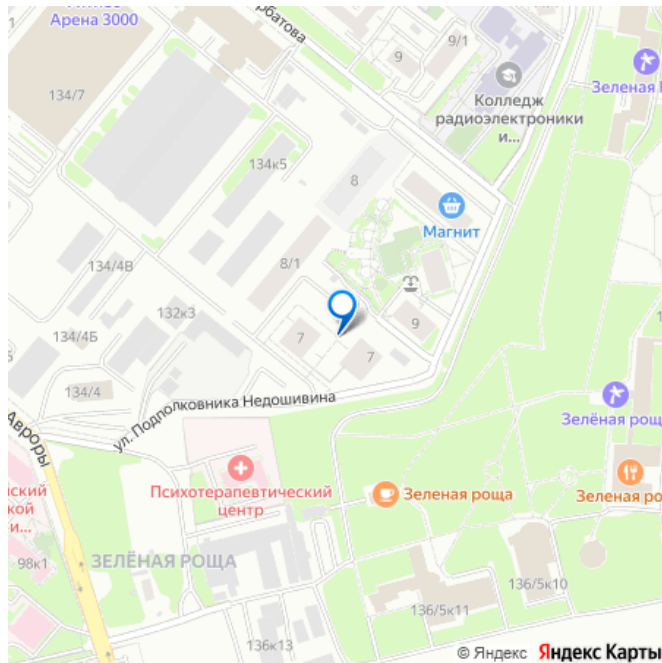 Арена 3000
134/7
9/1
9
Зеленая
Колледж
радиоэлектроники
и...
134к5
8
Магнит
8/1
134/4В
132к3
9
134/4Б
7
7
134/4
ул. Подполковника Недошивина
Авроры
Зелёная рощ
Психотерапевтический
центр
Зеленая роща
Зеленая ро
и...
98к1
ЗЕЛЁНАЯ РОЩА
136/5к10
136/5к11
136к13
© Яндекс Яндекс Карты